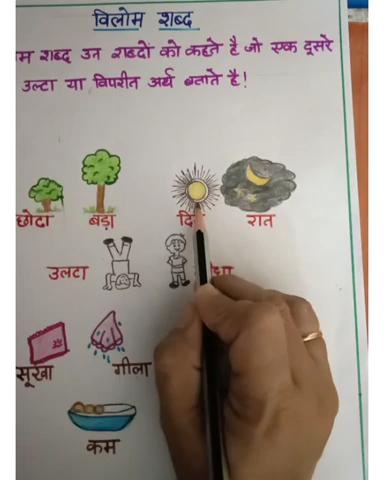 विलोम शब्द
शब्द उन शब्दों को कहते है जो एक दूसरे
उल्टा या विपरीत अर्थ बताते है!
छोटा बड़ा रात
उलटा
सूखा गीला
कम